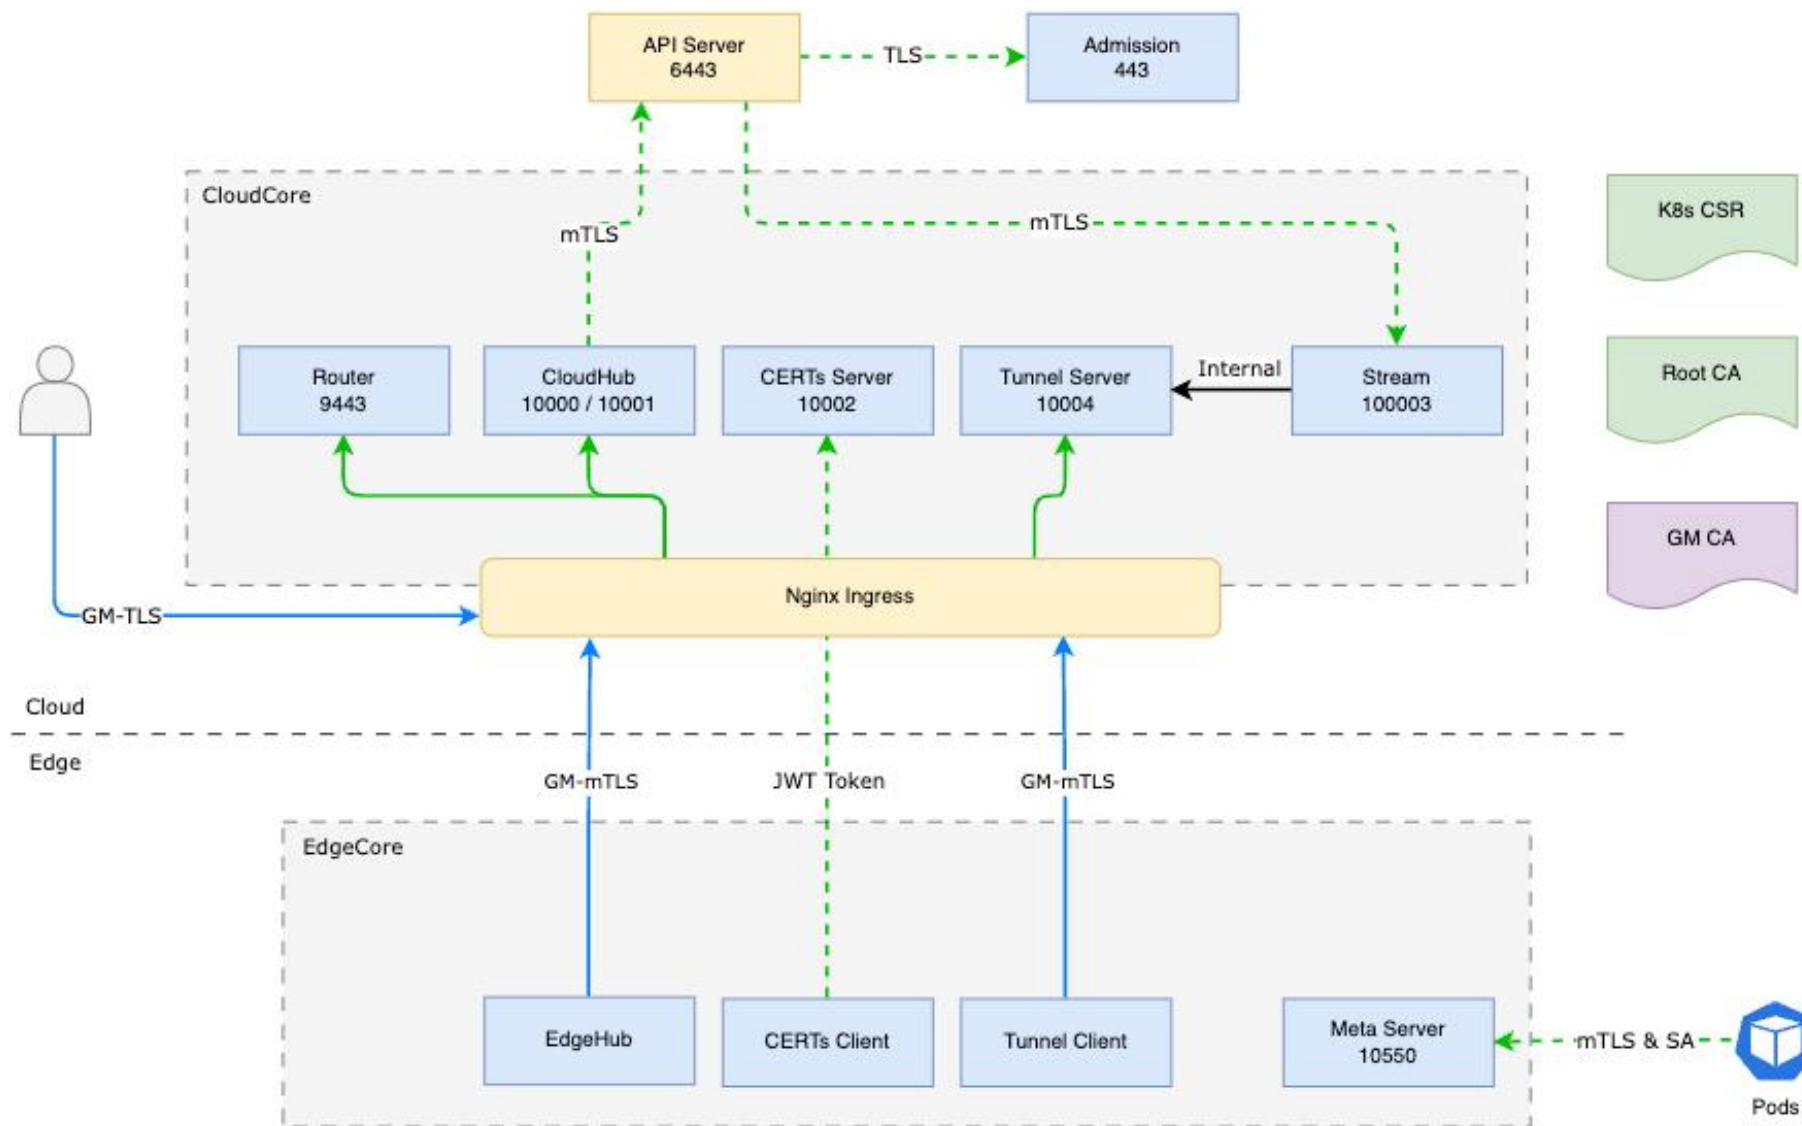 API Server
6443
TLS
Admission
443
CloudCore
mTLS
mTLS
K8s CSR
Router
9443
CloudHub
10000 / 10001
CERTs Server
10002
Tunnel Server
10004
Internal
Stream
100003
Root CA
GM CA
Nginx Ingress
GM-TLS
Cloud
Edge
GM-mTLS
JWT Token
GM-mTLS
EdgeCore
EdgeHub
CERTs Client
Tunnel Client
Meta Server
10550
mTLS & SA
Pods